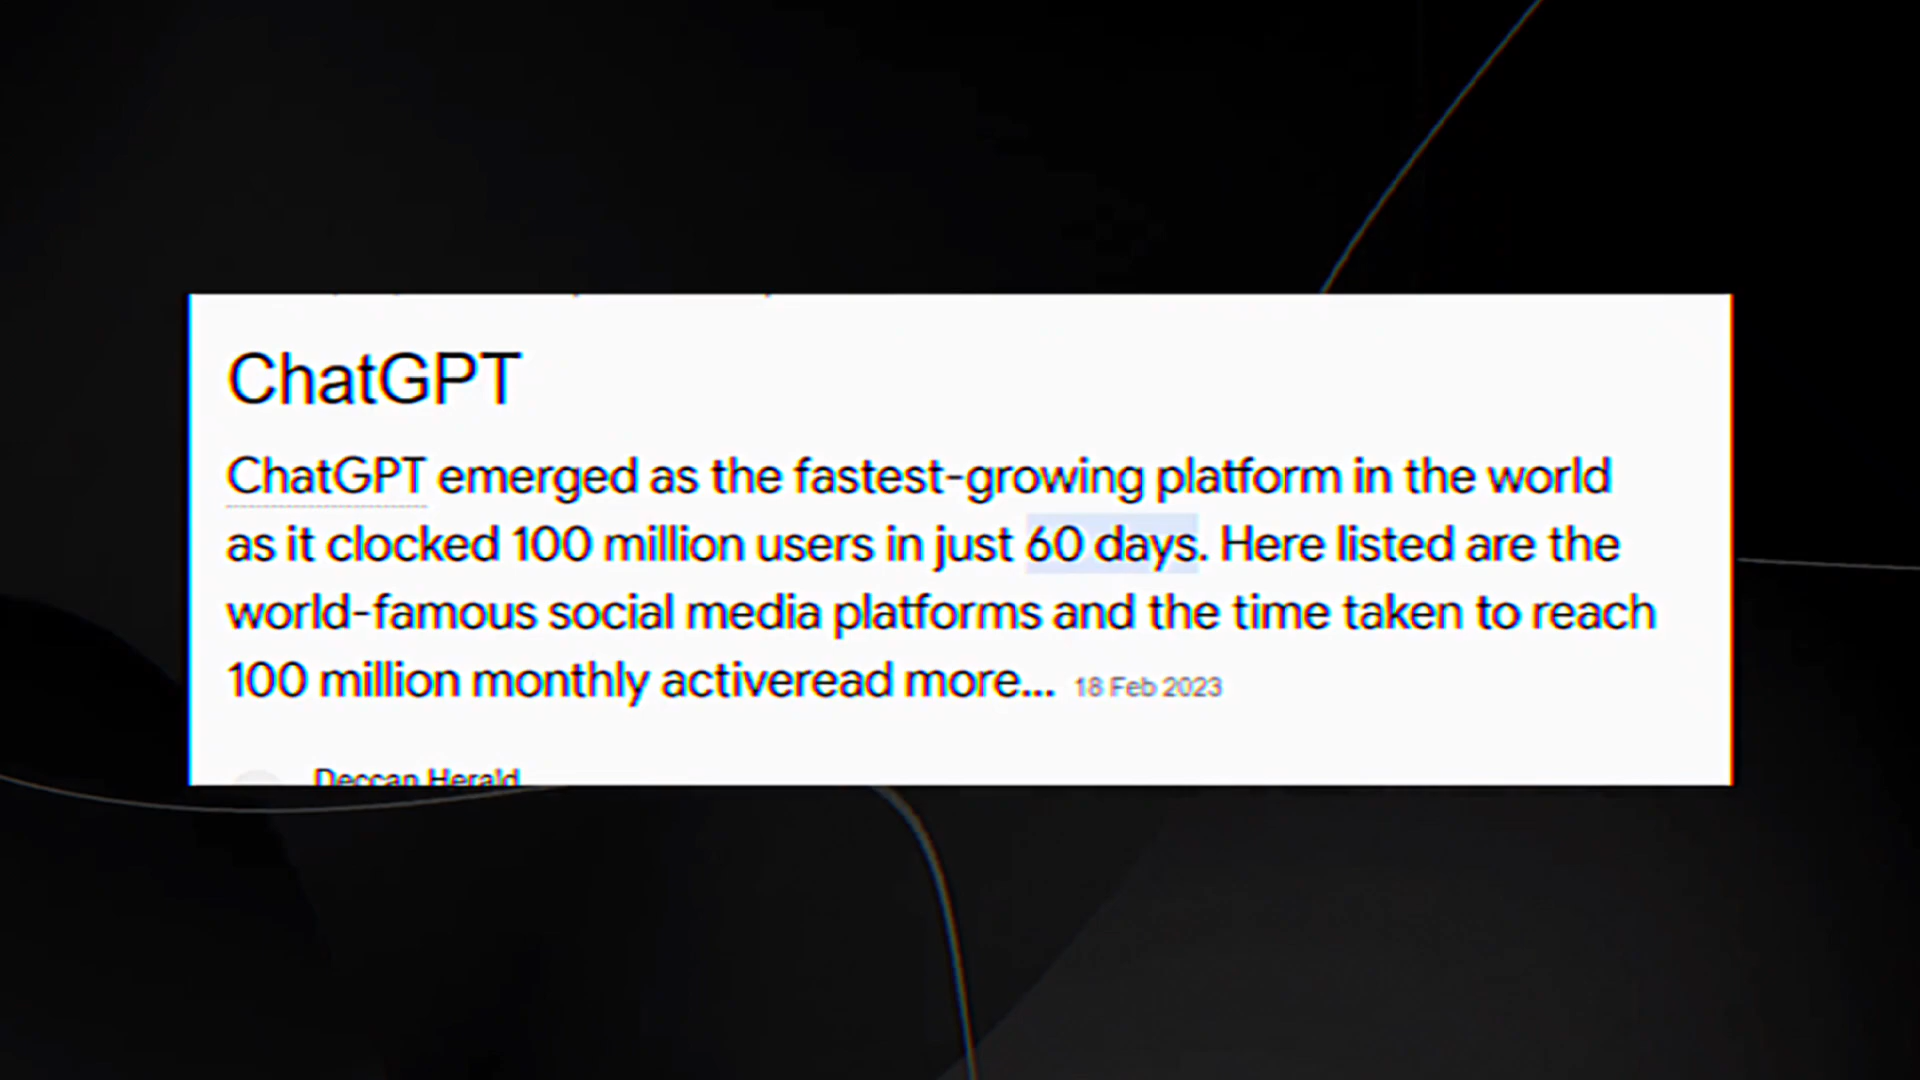 ChatGPT
ChatGPT emerged as the fastest-growing platform in the world
as it clocked 100 million users in just 60 days. Here listed are the
world-famous social media platforms and the time taken to reach
100 million monthly activeread more... 18 Feb 2023
Deccan Herald